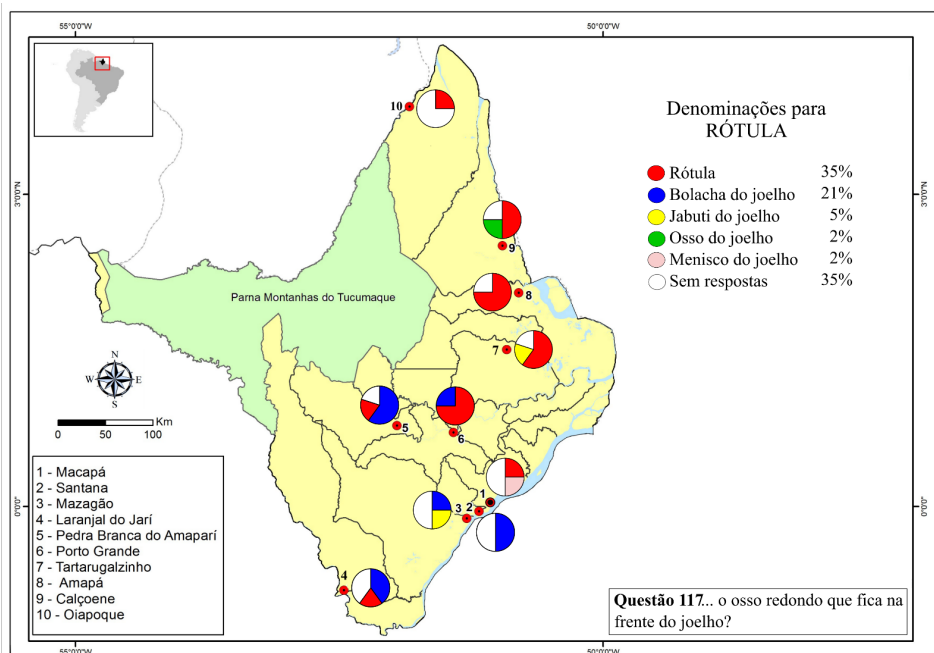 55°0'0"W
50°0'0"W
3°0'0"N
3°0'0"N
0°0'0"
0°0'0"
55°0'0"W
50°0'0"W
Denominações para
RÓTULA
Rótula 35%
Bolacha do joelho 21%
Jabuti do joelho 5%
Osso do joelho 2%
Menisco do joelho 2%
Sem respostas 35%
10
9
8
7
Parna Montanhas do Tucumaque
5
6
1
2
3
4
N
W E
S
0 50 100 Km
1 - Macapá
2 - Santana
3 - Mazagão
4 - Laranjal do Jarí
5 - Pedra Branca do Amaparí
6 - Porto Grande
7 - Tartarugalzinho
8 - Amapá
9 - Calçoene
10 - Oiapoque
Questão 117... o osso redondo que fica na
frente do joelho?